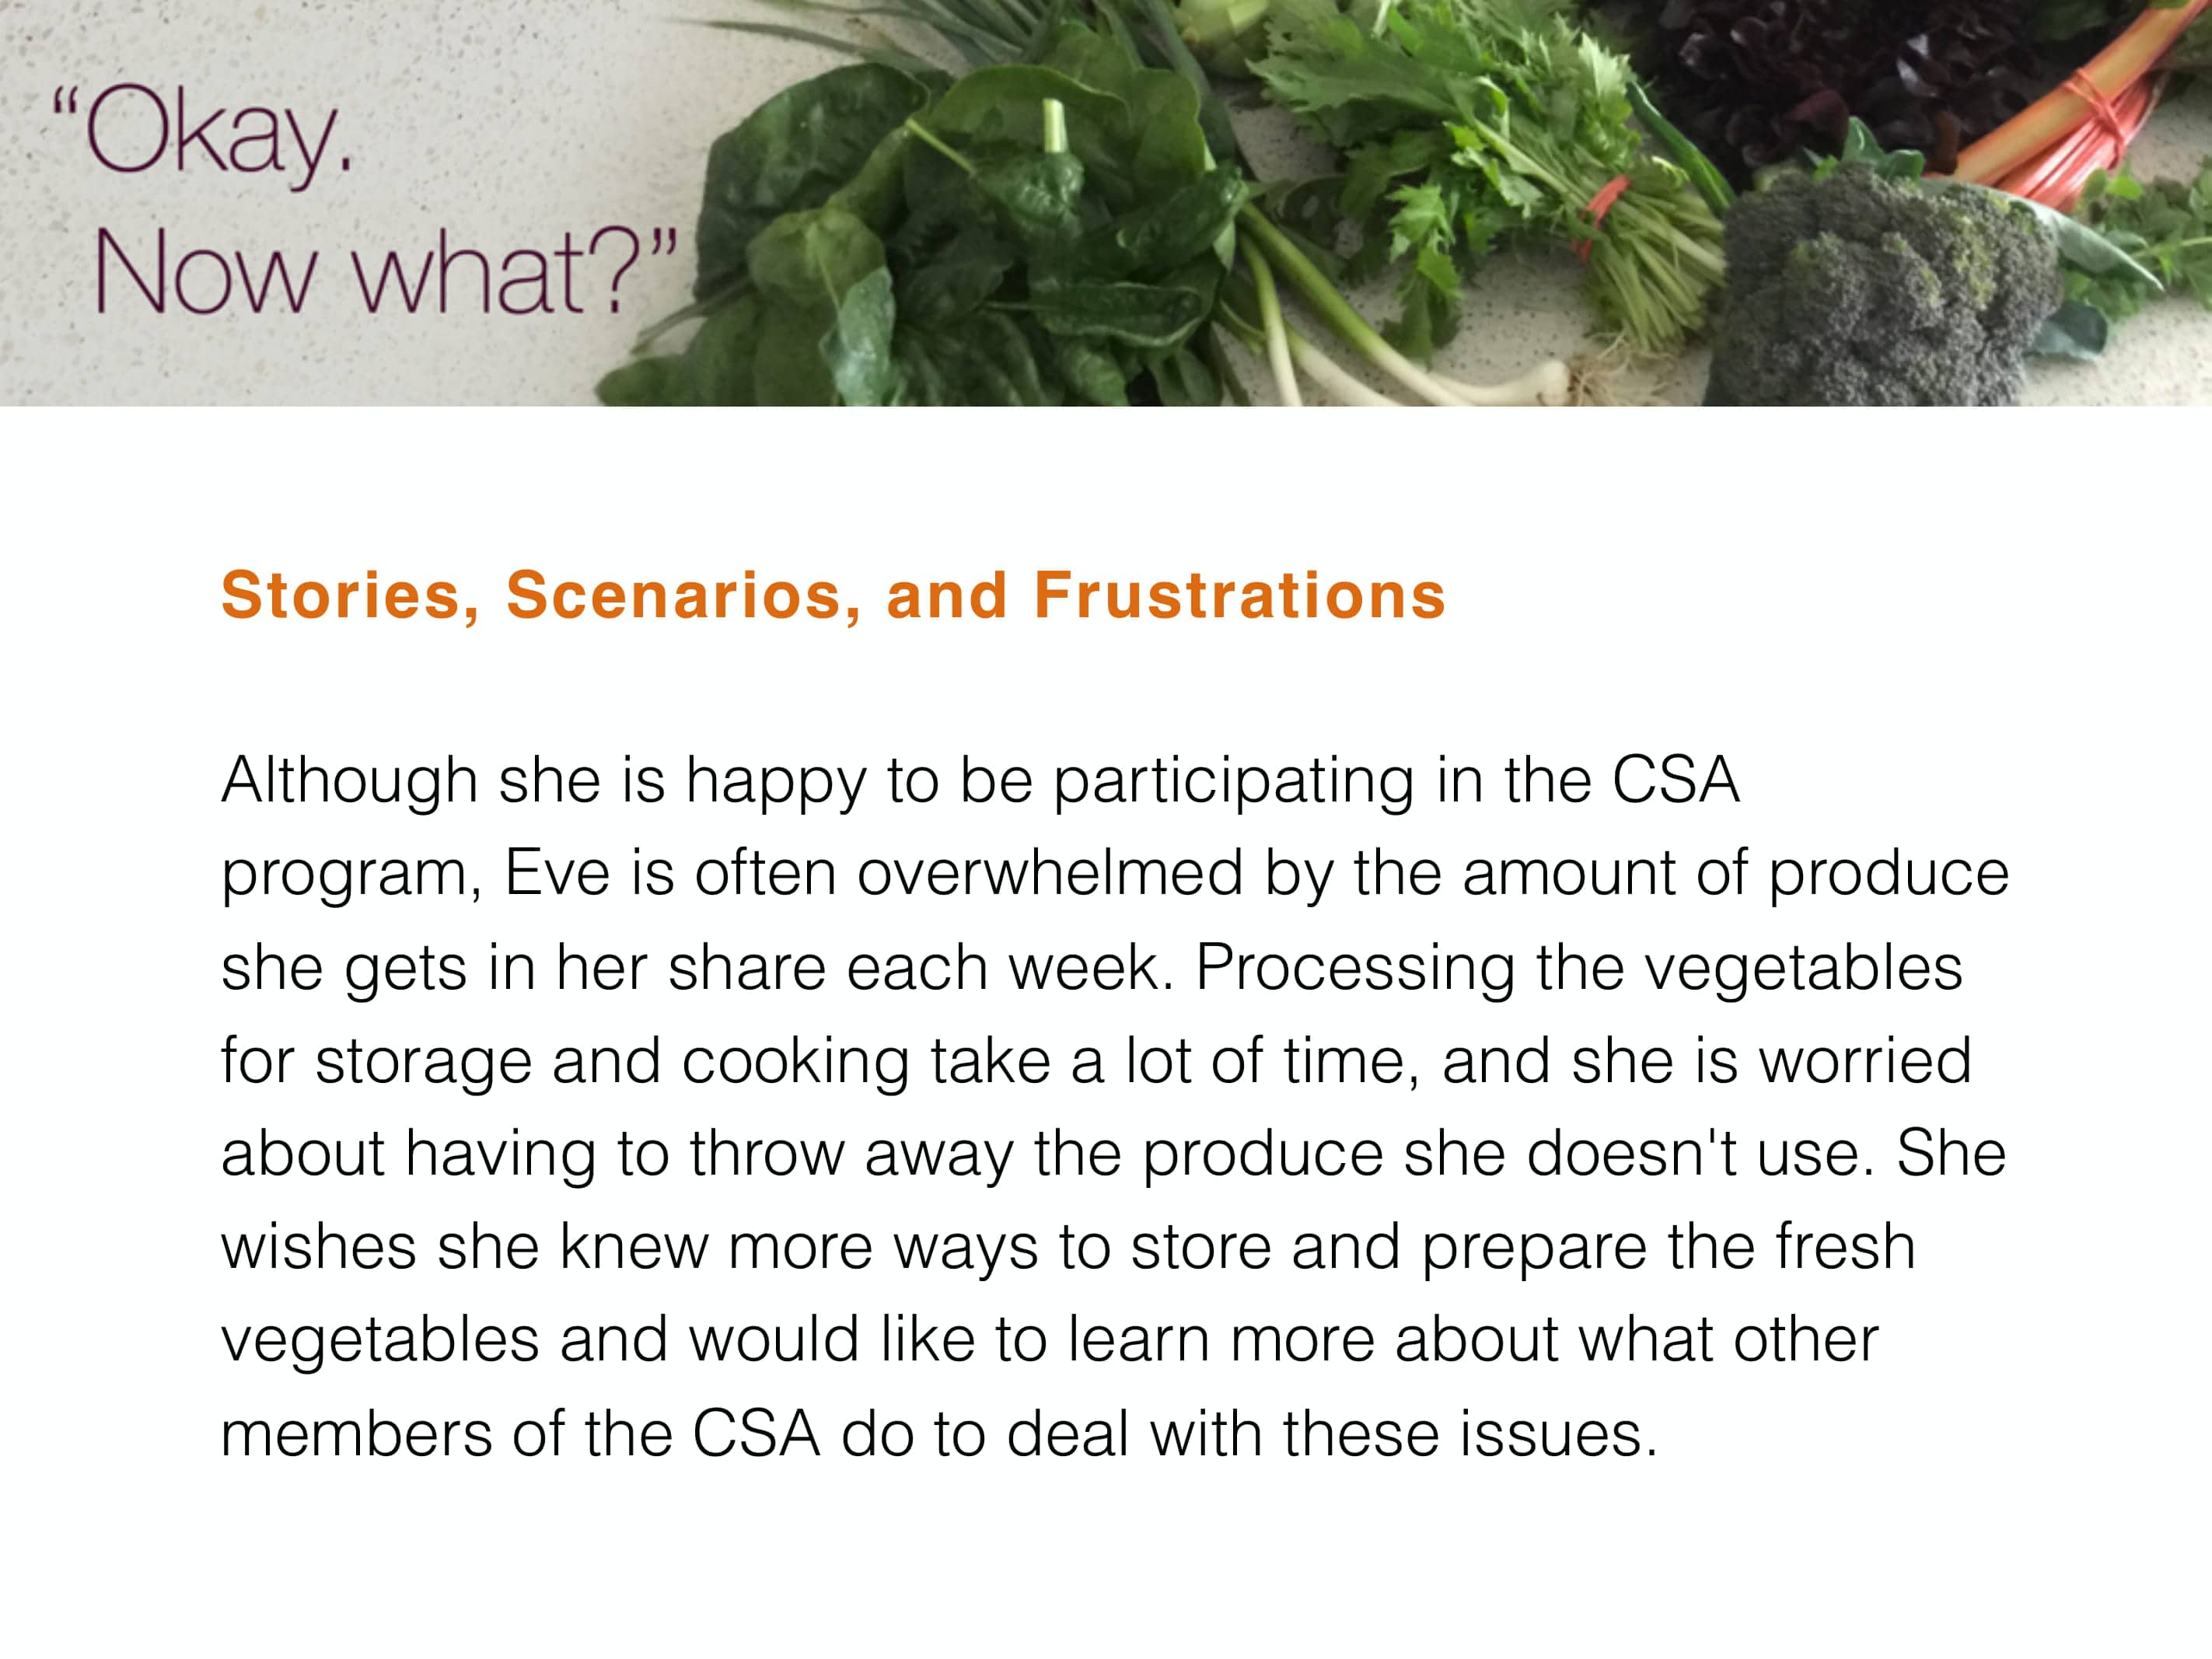 “Okay.
Now what?”
Stories, Scenarios, and Frustrations
Although she is happy to be participating in the CSA
program, Eve is often overwhelmed by the amount of produce
she gets in her share each week. Processing the vegetables
for storage and cooking take a lot of time, and she is worried
about having to throw away the produce she doesn't use. She
wishes she knew more ways to store and prepare the fresh
vegetables and would like to learn more about what other
members of the CSA do to deal with these issues.